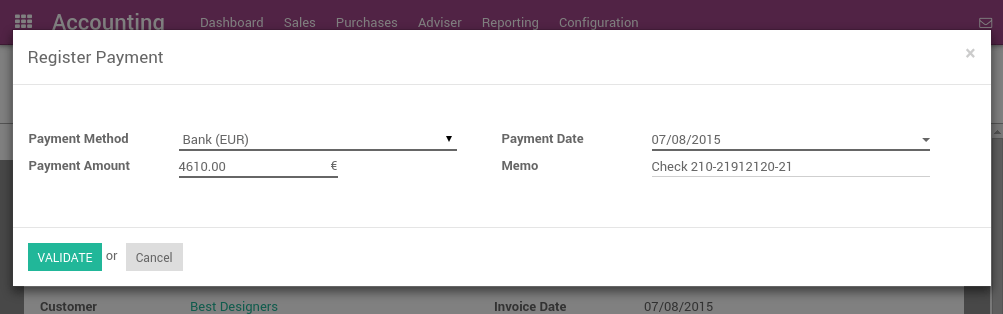 Accounting Dashboard Sales Purchases Adviser Reporting Configuration
Register Payment ×
Payment Method Bank (EUR) Payment Date 07/08/2015
Payment Amount 4610.00 € Memo Check 210-21912120-21
VALIDATE or Cancel
Customer Best Designers Invoice Date 07/08/2015